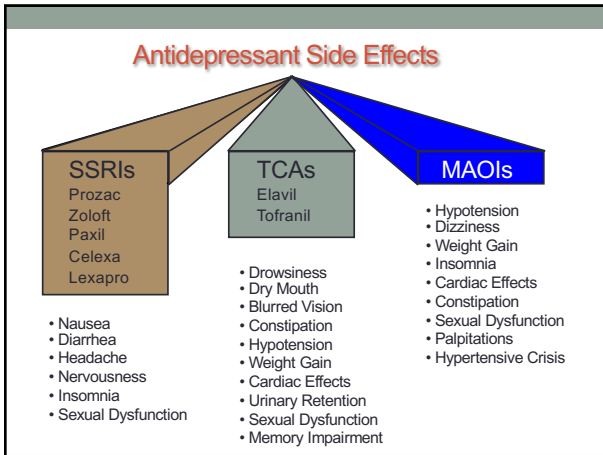 Antidepressant Side Effects
SSRIs
Prozac
Zoloft
Paxil
Celexa
Lexapro
• Nausea
• Diarrhea
• Headache
• Nervousness
• Insomnia
• Sexual Dysfunction
TCAs
Elavil
Tofranil
• Drowsiness
• Dry Mouth
• Blurred Vision
• Constipation
• Hypotension
• Weight Gain
• Cardiac Effects
• Urinary Retention
• Sexual Dysfunction
• Memory Impairment
MAOIs
• Hypotension
• Dizziness
• Weight Gain
• Insomnia
• Cardiac Effects
• Constipation
• Sexual Dysfunction
• Palpitations
• Hypertensive Crisis